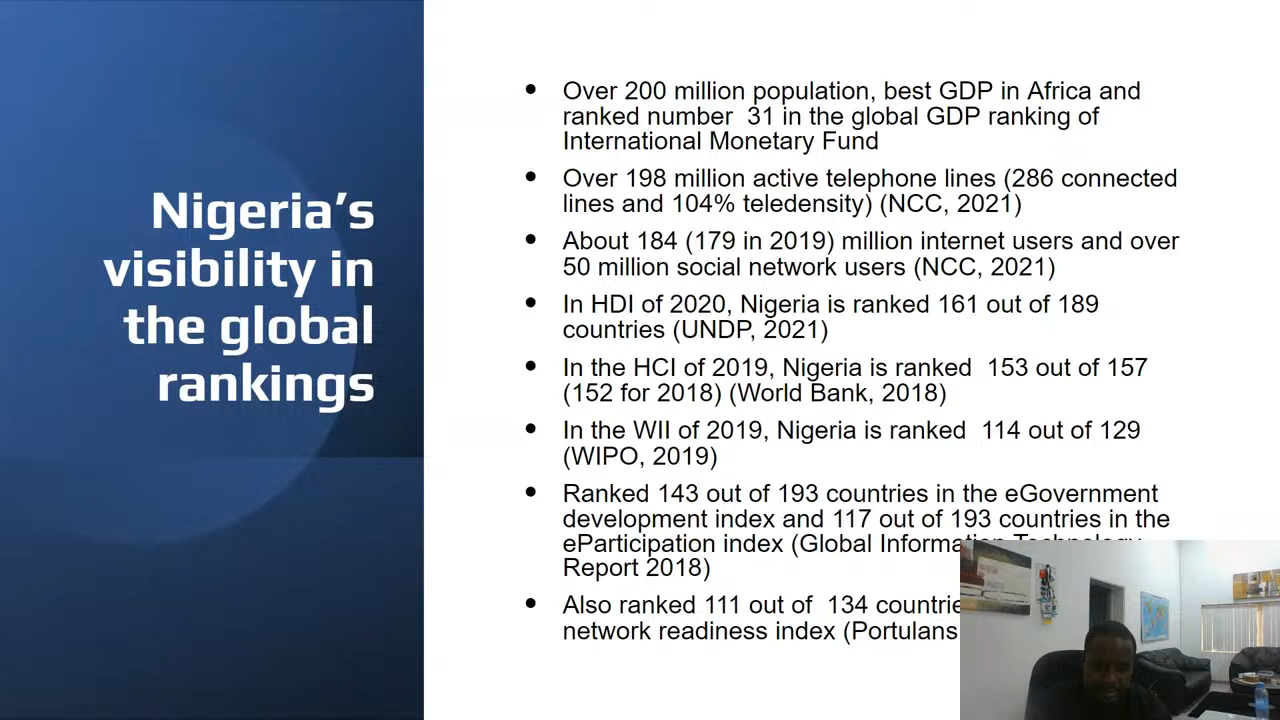 Nigeria’s
visibility in
the global
rankings
• Over 200 million population, best GDP in Africa and
ranked number 31 in the global GDP ranking of
International Monetary Fund
• Over 198 million active telephone lines (286 connected
lines and 104% teledensity) (NCC, 2021)
• About 184 (179 in 2019) million internet users and over
50 million social network users (NCC, 2021)
• In HDI of 2020, Nigeria is ranked 161 out of 189
countries (UNDP, 2021)
• In the HCI of 2019, Nigeria is ranked 153 out of 157
(152 for 2018) (World Bank, 2018)
• In the WII of 2019, Nigeria is ranked 114 out of 129
(WIPO, 2019)
• Ranked 143 out of 193 countries in the eGovernment
development index and 117 out of 193 countries in the
eParticipation index (Global Information Technology
Report 2018)
• Also ranked 111 out of 134
network readiness index (Portulans